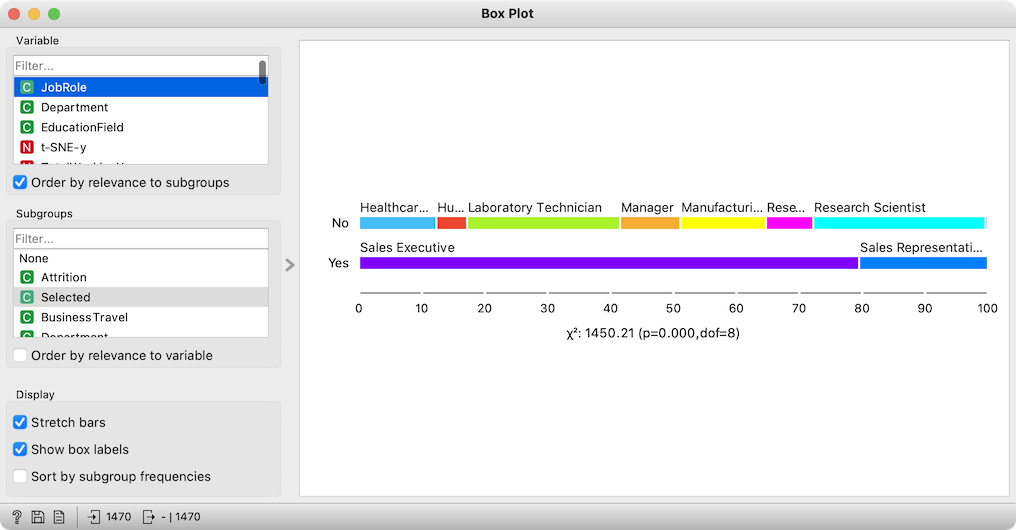 Box Plot
Variable
Filter...
C JobRole
C Department
C EducationField
N t-SNE-y
Order by relevance to subgroups
Subgroups
Filter...
None
C Attrition
C Selected
C BusinessTravel
C Department
Order by relevance to variable
Display
Stretch bars
Show box labels
Sort by subgroup frequencies
? 1470 - | 1470
Healthcar... Hu... Laboratory Technician Manager Manufacturi... Rese... Research Scientist
No
Sales Executive Sales Representati...
Yes
0 10 20 30 40 50 60 70 80 90 100
χ²: 1450.21 (p=0.000,dof=8)